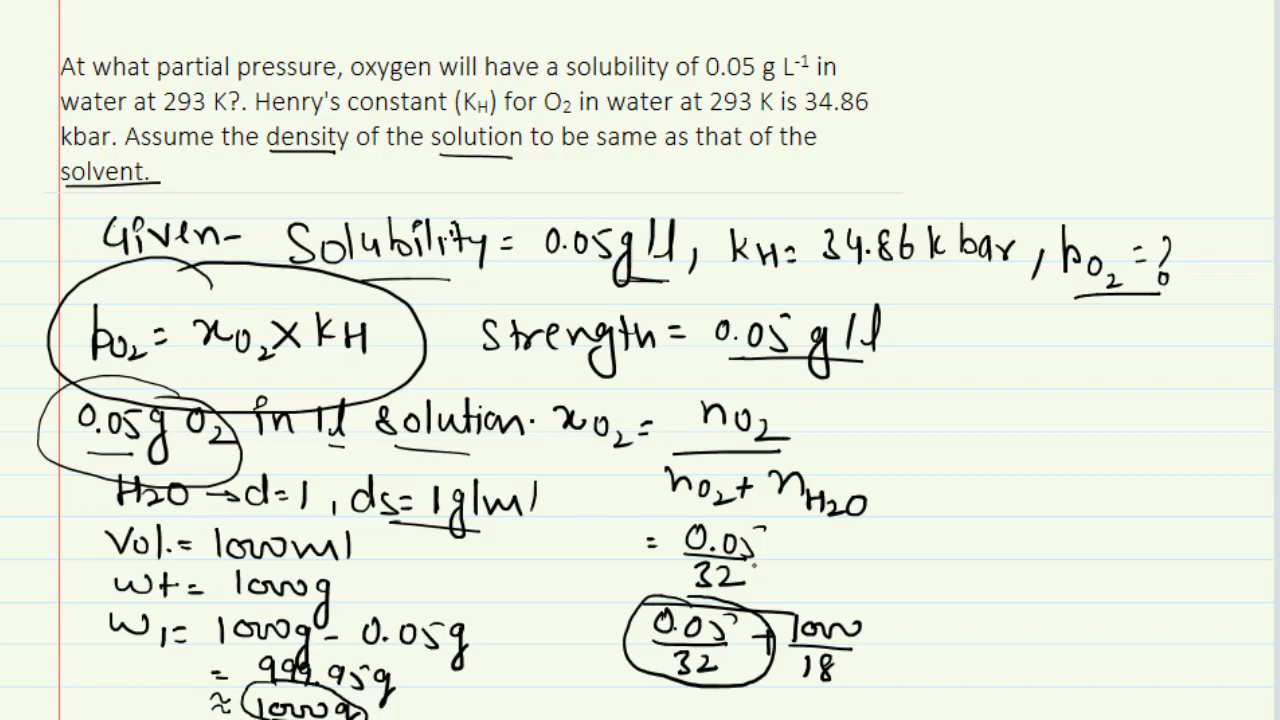 At what partial pressure, oxygen will have a solubility of 0.05 g L-1 in
water at 293 K?. Henry's constant (KH) for O2 in water at 293 K is 34.86
kbar. Assume the density of the solution to be same as that of the
solvent.
Given- Solubility = 0.05g/l, KH= 34.86 k bar, pO2 = ?
pO2 = xO2 X KH
Strength = 0.05 g/l
0.05g O2 in 1l solution.
xO2 = nO2 / nO2 + nH2O
H2O → d=1, ds= 1g/ml
Vol.= 1000ml
= 0.05/32
wt = 1000g
0.05/32 + 1000/18
W1= 1000g - 0.05g
= 999.95g
≈ 1000g